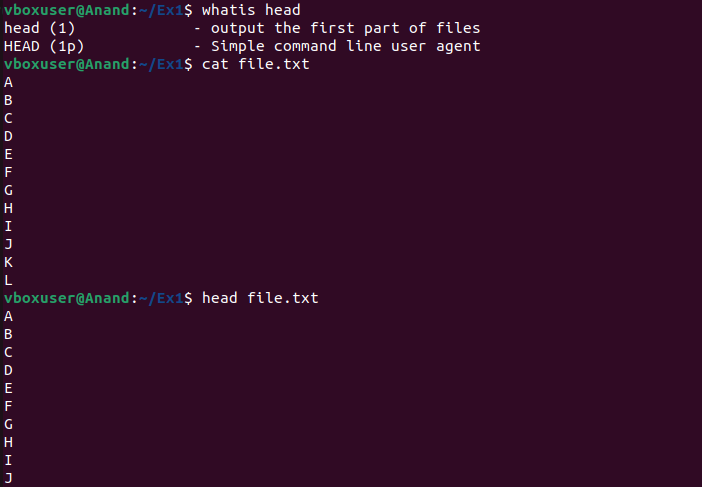 vboxuser@Anand:~/Ex1$ whatis head
head (1)             - output the first part of files
HEAD (1p)            - Simple command line user agent
vboxuser@Anand:~/Ex1$ cat file.txt
A
B
C
D
E
F
G
H
I
J
K
L
vboxuser@Anand:~/Ex1$ head file.txt
A
B
C
D
E
F
G
H
I
J